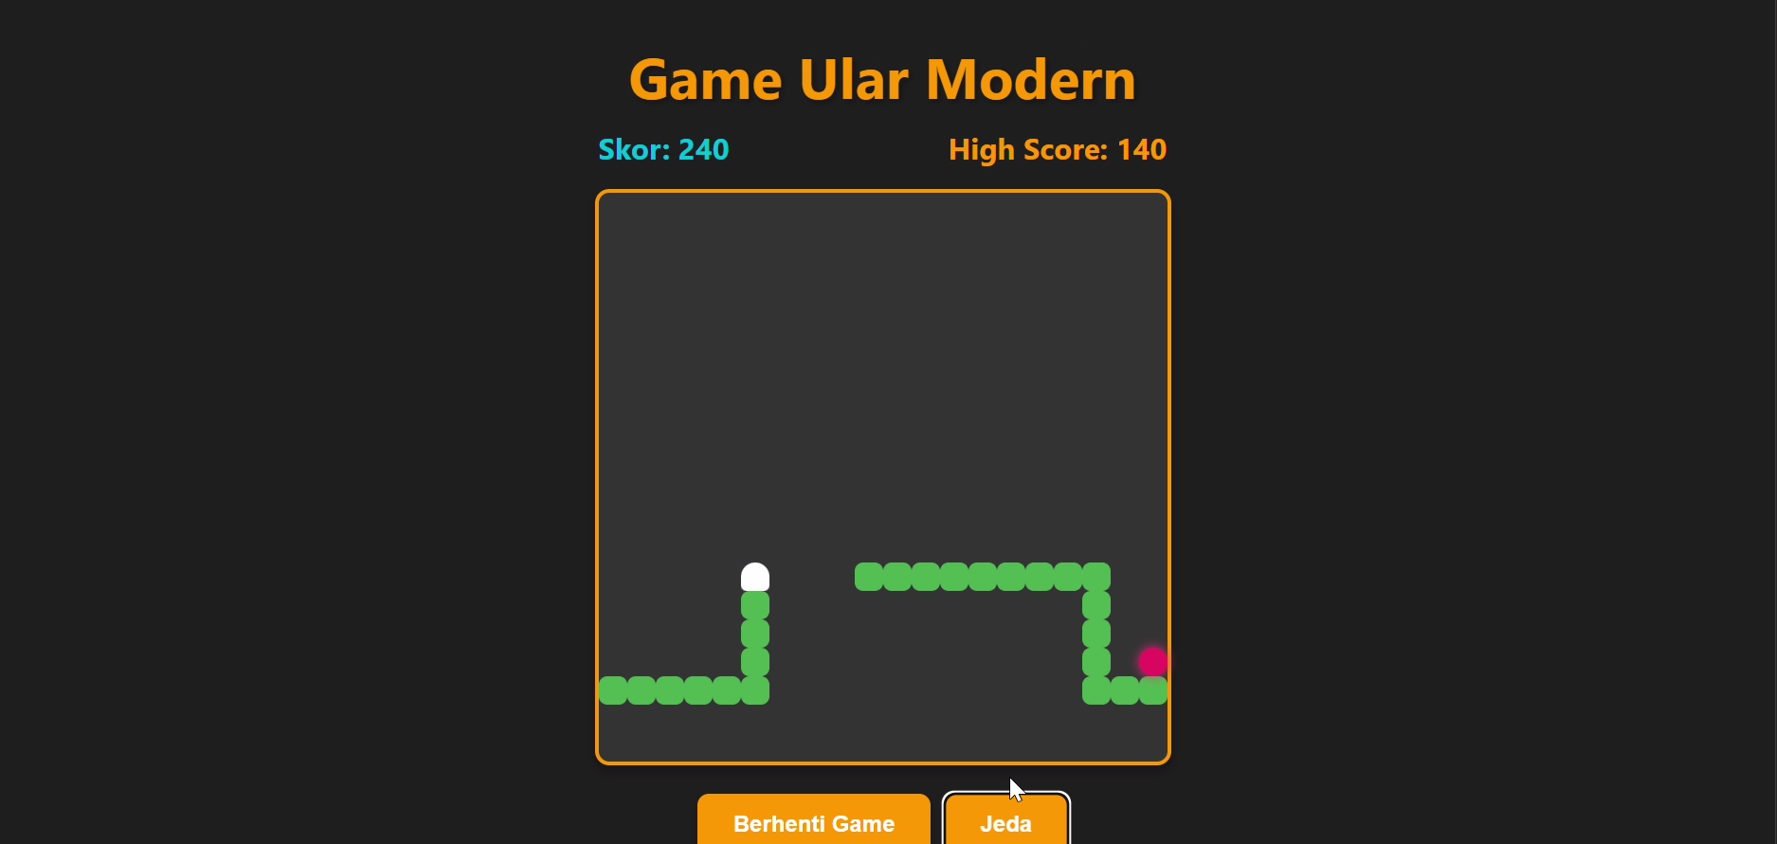 Game Ular Modern
Skor: 240
High Score: 140
Berhenti Game
Jeda